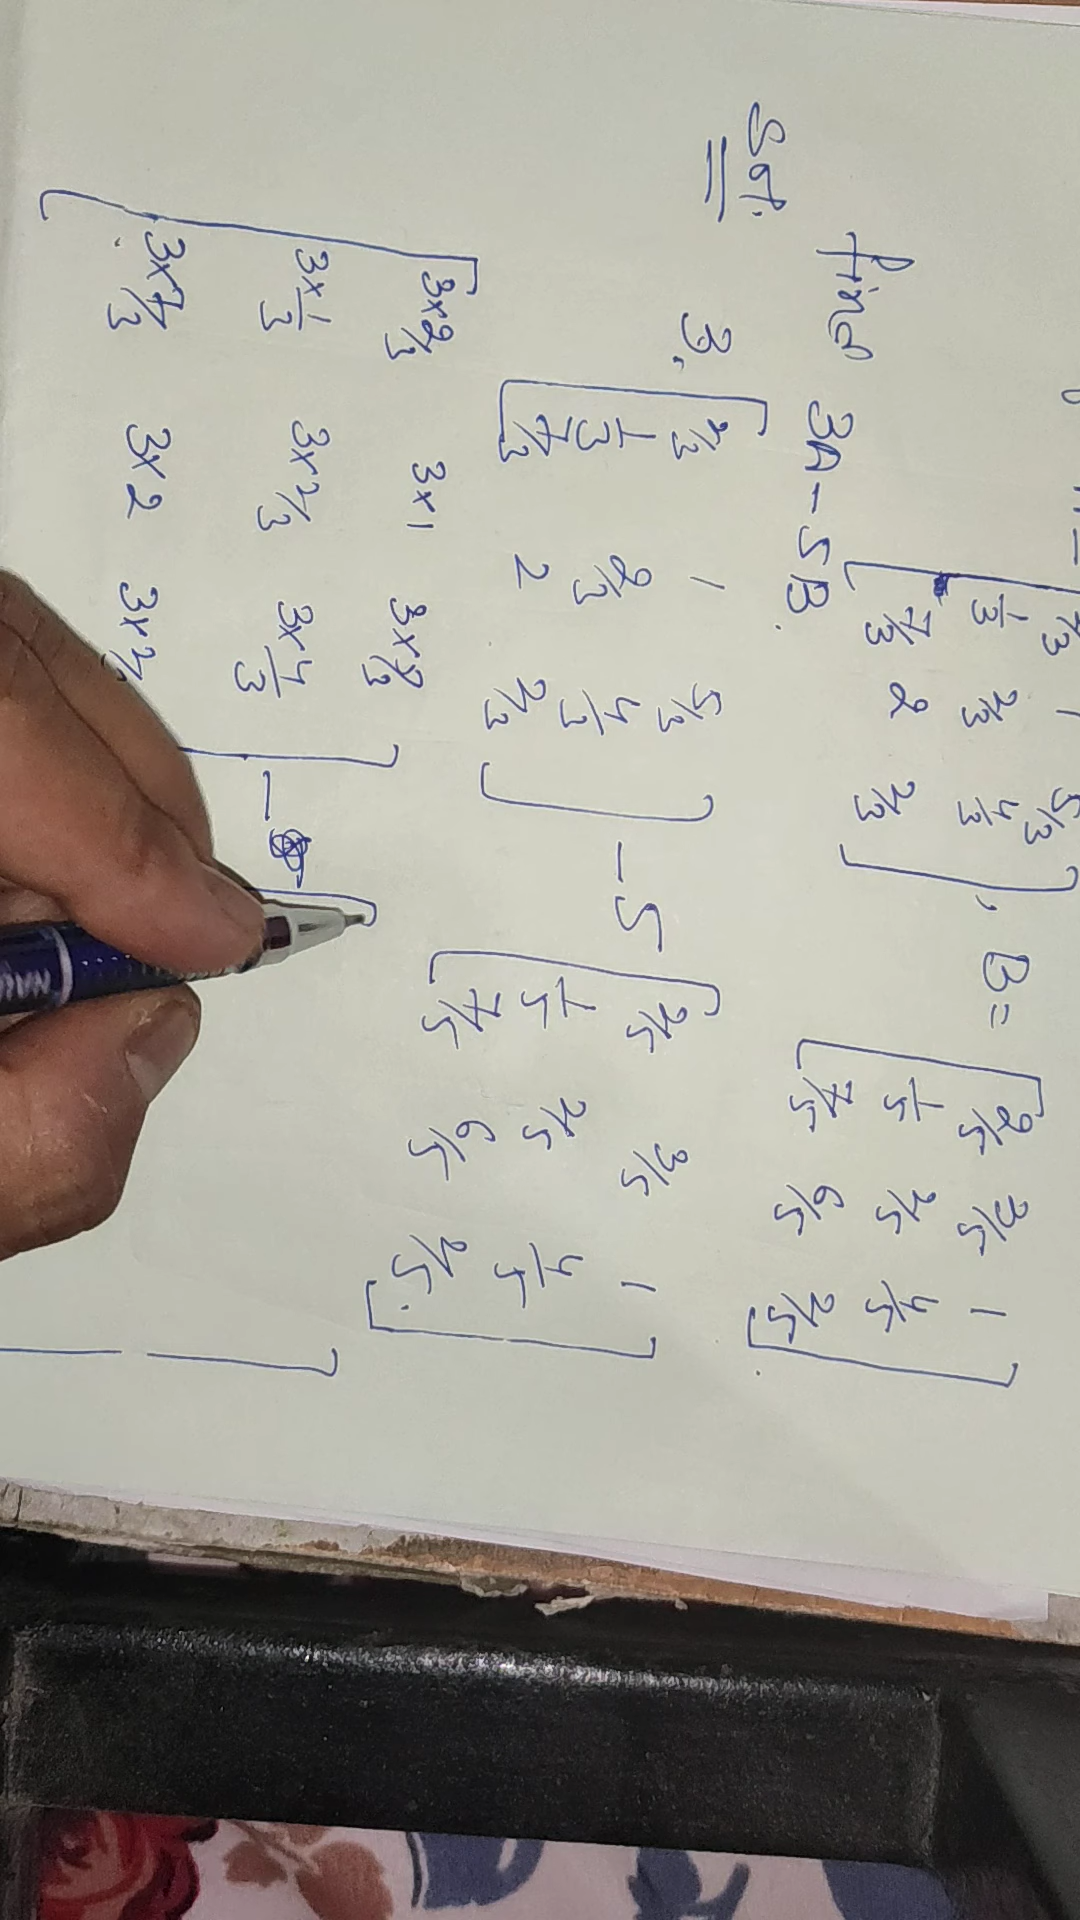 2/3 1 5/3
1/3 2/3 4/3
7/3 2 2/3
, B =
2/5 3/5 1
1/5 2/5 4/5
7/5 6/5 2/5
find 3A - 5B.
Sol.
3.
2/3 1 5/3
1/3 2/3 4/3
7/3 2 2/3
- 5
2/5 3/5 1
1/5 2/5 4/5
7/5 6/5 2/5.
3×2/3 3×1
3×1/3 3×2/3 3×4/3
3×7/3 3×2
-